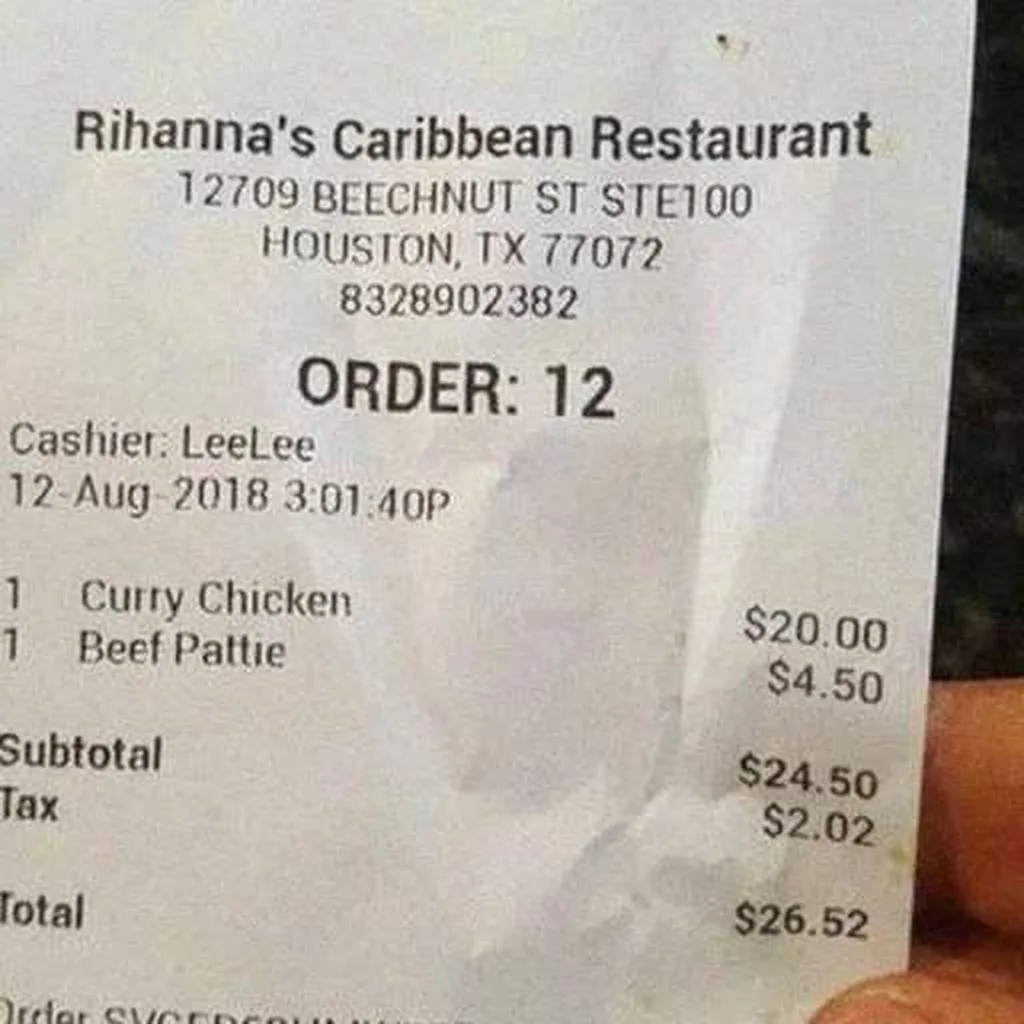 Rihanna's Caribbean Restaurant
12709 BEECHNUT ST STE100
HOUSTON, TX 77072
8328902382
ORDER: 12
Cashier: LeeLee
12-Aug-2018 3:01:40P
1 Curry Chicken $20.00
1 Beef Pattie $4.50
Subtotal $24.50
Tax $2.02
Total $26.52
Order